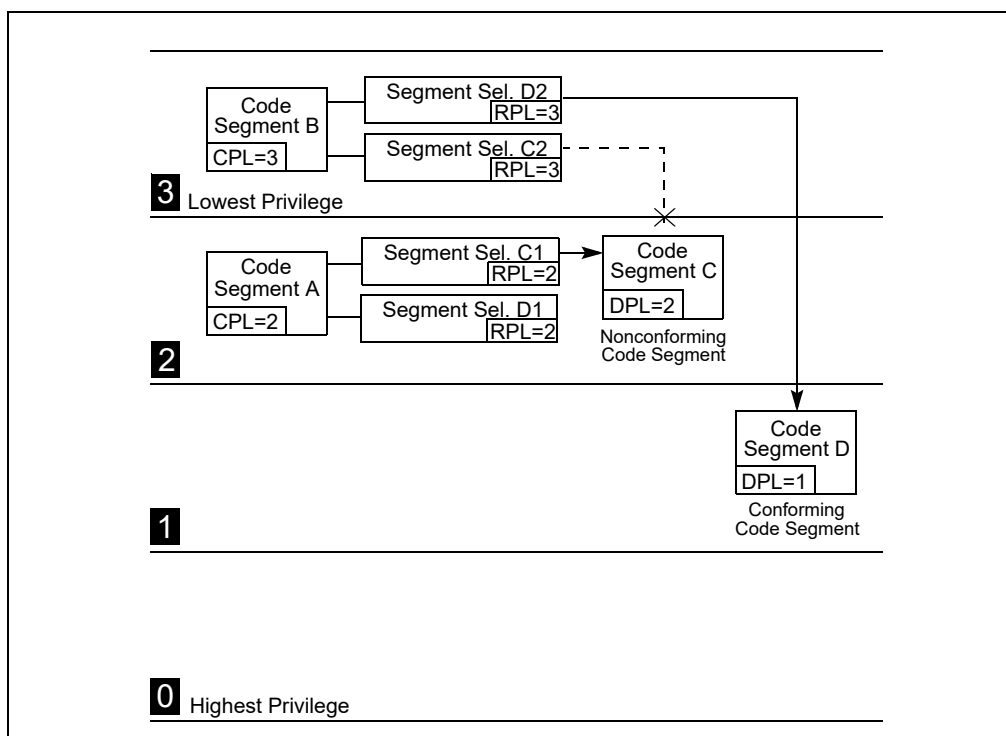 Code
Segment B
CPL=3
Segment Sel. D2
RPL=3
Segment Sel. C2
RPL=3
3 Lowest Privilege
Code
Segment A
CPL=2
Segment Sel. C1
RPL=2
Segment Sel. D1
RPL=2
Code
Segment C
DPL=2
Nonconforming
Code Segment
2
Code
Segment D
DPL=1
Conforming
Code Segment
1
0 Highest Privilege